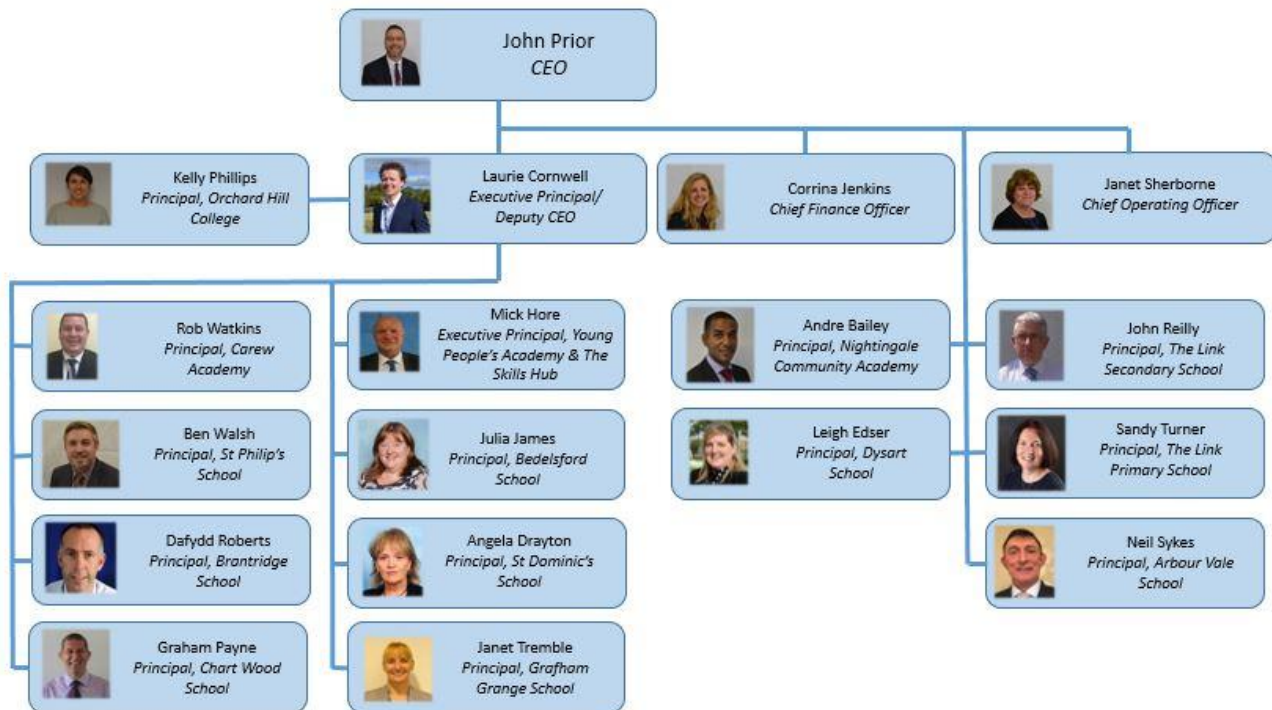 John Prior
CEO
Kelly Phillips
Principal, Orchard Hill
College
Laurie Cornwell
Executive Principal/
Deputy CEO
Corrina Jenkins
Chief Finance Officer
Janet Sherborne
Chief Operating Officer
Rob Watkins
Principal, Carew
Academy
Mick Hore
Executive Principal, Young
People's Academy & The
Skills Hub
Andre Bailey
Principal, Nightingale
Community Academy
John Reilly
Principal, The Link
Secondary School
Ben Walsh
Principal, St Philip's
School
Julia James
Principal, Bedelsford
School
Leigh Edser
Principal, Dysart
School
Sandy Turner
Principal, The Link
Primary School
Dafydd Roberts
Principal, Brantridge
School
Angela Drayton
Principal, St Dominic's
School
Neil Sykes
Principal, Arbour Vale
School
Graham Payne
Principal, Chart Wood
School
Janet Tremble
Principal, Grafham
Grange School